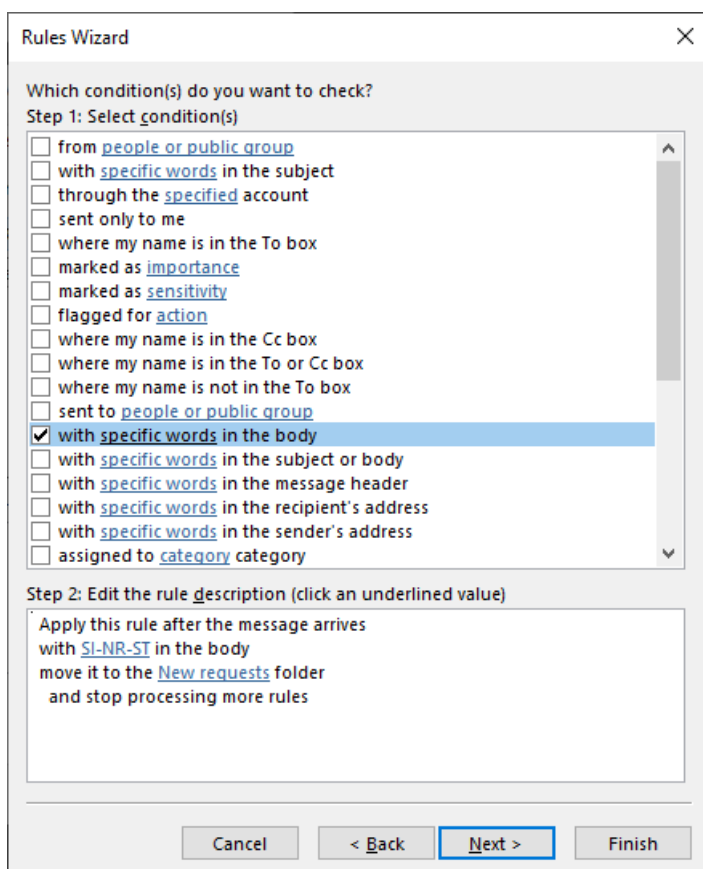 Rules Wizard
Which condition(s) do you want to check?
Step 1: Select condition(s)
from people or public group
with specific words in the subject
through the specified account
sent only to me
where my name is in the To box
marked as importance
marked as sensitivity
flagged for action
where my name is in the Cc box
where my name is in the To or Cc box
where my name is not in the To box
sent to people or public group
with specific words in the body
with specific words in the subject or body
with specific words in the message header
with specific words in the recipient's address
with specific words in the sender's address
assigned to category category
Step 2: Edit the rule description (click an underlined value)
Apply this rule after the message arrives
with SI-NR-ST in the body
move it to the New requests folder
and stop processing more rules
Cancel < Back Next > Finish